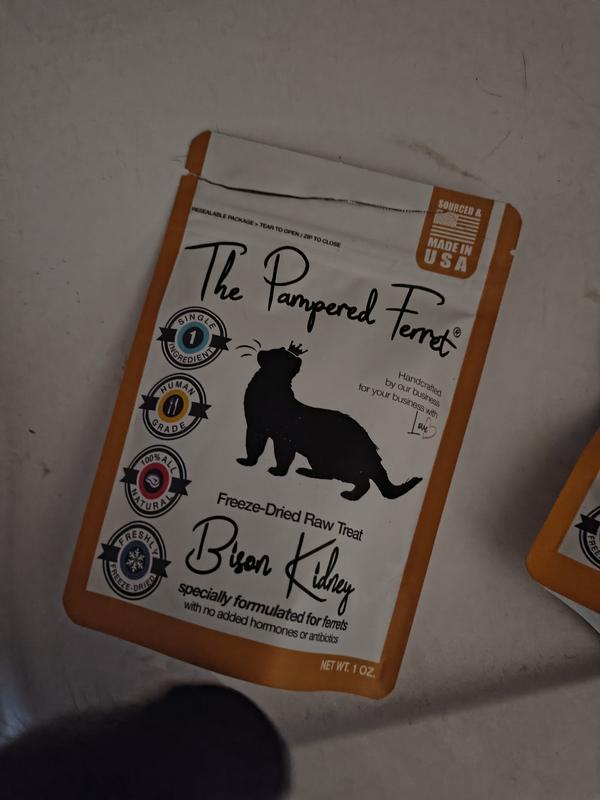 SOURCED &
MADE IN
USA
RESEALABLE PACKAGE > TEAR TO OPEN / ZIP TO CLOSE
The Pampered Ferret®
SINGLE
1
INGREDIENT
Handcrafted
by our business
for your business with
Love
HUMAN
GRADE
100% ALL
NATURAL
FRESHLY
FREEZE-DRIED
Freeze-Dried Raw Treat
Bison Kidney
specially formulated for ferrets
with no added hormones or antibiotics
NET WT. 1 OZ.